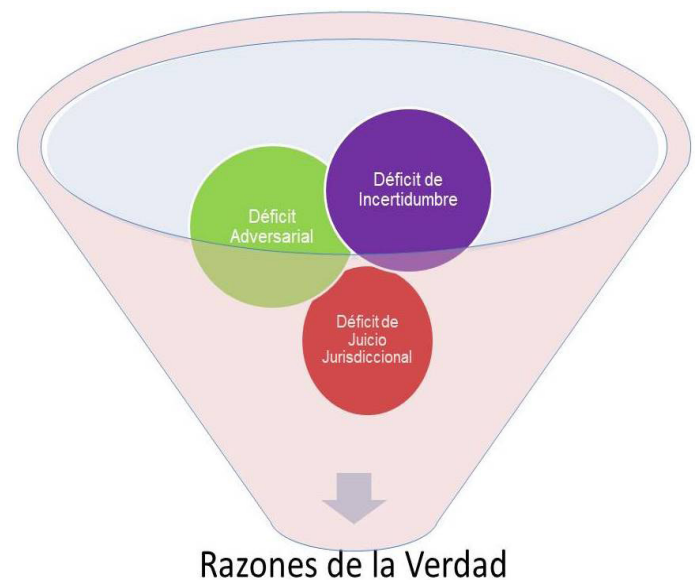 Déficit de
Incertidumbre
Déficit
Adversarial
Déficit de
Juicio
Jurisdiccional
Razones de la Verdad